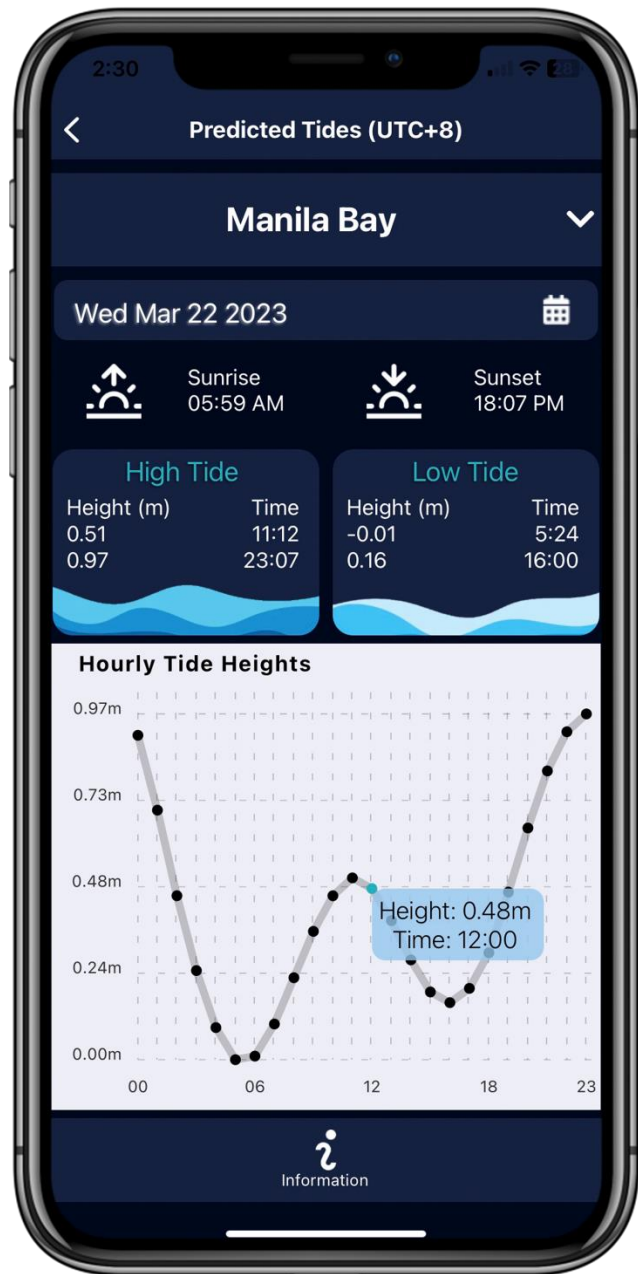 2:30
28
Predicted Tides (UTC+8)
Manila Bay
Wed Mar 22 2023
Sunrise
05:59 AM
Sunset
18:07 PM
High Tide
Height (m) Time
0.51 11:12
0.97 23:07
Low Tide
Height (m) Time
-0.01 5:24
0.16 16:00
Hourly Tide Heights
0.97m
0.73m
0.48m
Height: 0.48m
Time: 12:00
0.24m
0.00m
00 06 12 18 23
Information